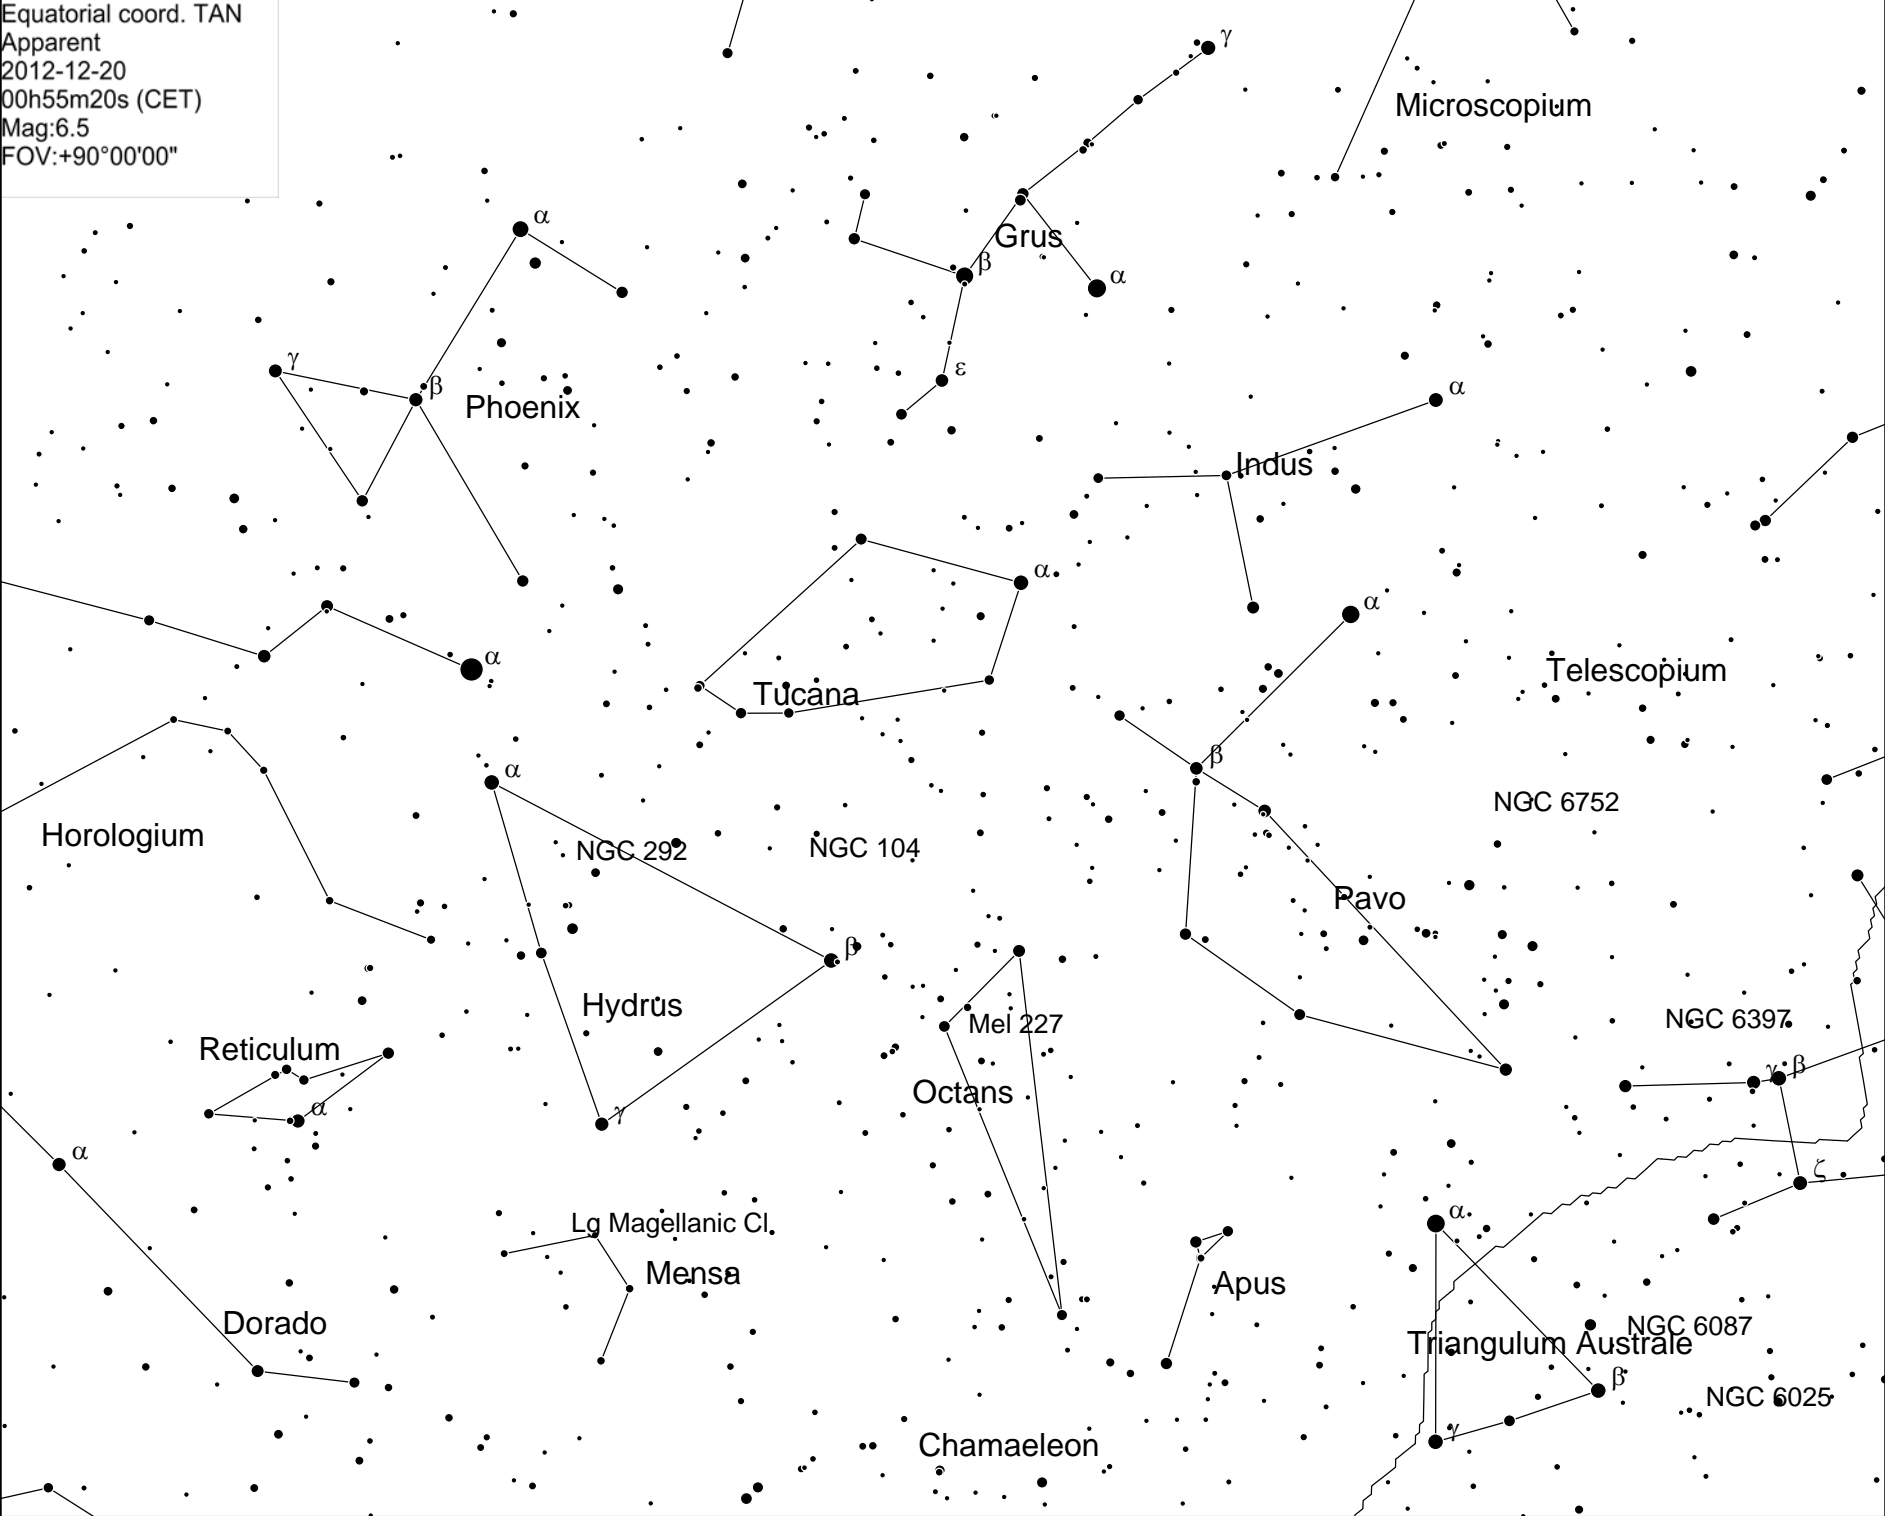 Equatorial coord. TAN
Apparent
2012-12-20
00h55m20s (CET)
Mag:6.5
FOV:+90°00'00"
γ
Microscopium
α
Grus
β
α
γ
β
Phoenix
ε
α
Indus
α
α
α
Tucana
Telescopium
β
α
NGC 6752
Horologium
NGC 292
NGC 104
Pavo
β
Hydrus
Mel 227
NGC 6397
Reticulum
γ β
Octans
α
γ
α
ζ
Lg Magellanic Cl.
α
Mensa
Apus
Dorado
NGC 6087
Triangulum Australe
β
NGC 6025
γ
Chamaeleon